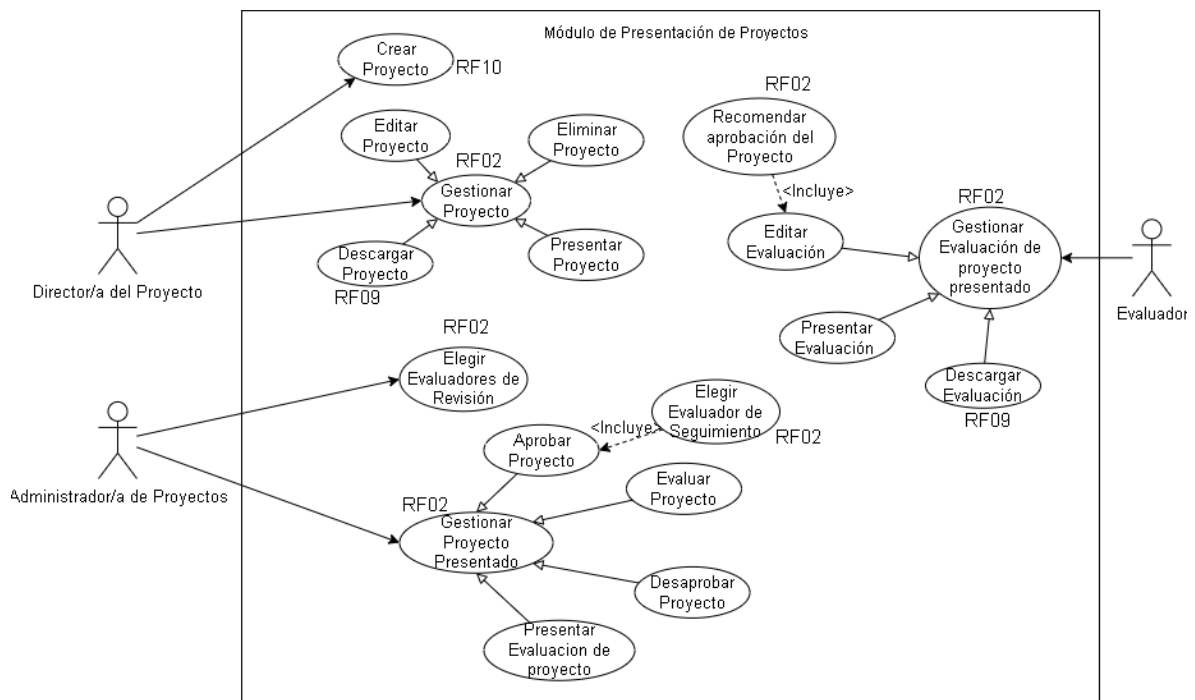 Módulo de Presentación de Proyectos
Crear
Proyecto
RF10
Editar
Proyecto
Eliminar
Proyecto
RF02
Gestionar
Proyecto
Descargar
Proyecto
RF09
Presentar
Proyecto
Director/a del Proyecto
RF02
Recomendar
aprobación del
Proyecto
<Incluye>
Editar
Evaluación
RF02
Gestionar
Evaluación de
proyecto
presentado
Presentar
Evaluación
Descargar
Evaluación
RF09
Evaluador
RF02
Elegir
Evaluadores de
Revisión
Administrador/a de Proyectos
Elegir
Evaluador de
Seguimiento
RF02
<Incluye>
Aprobar
Proyecto
RF02
Gestionar
Proyecto
Presentado
Evaluar
Proyecto
Desaprobar
Proyecto
Presentar
Evaluacion de
proyecto